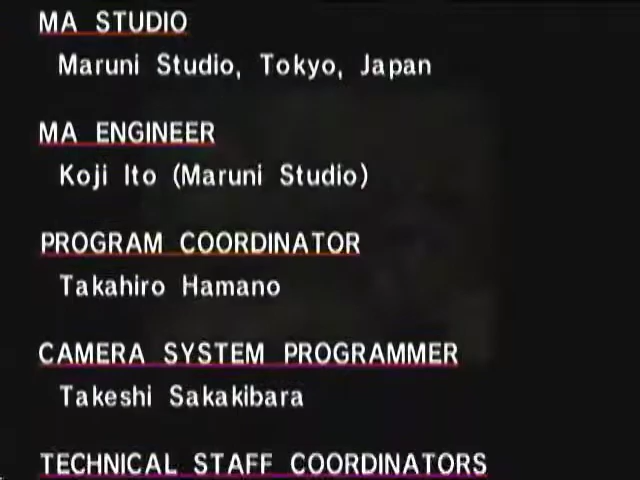 MA STUDIO
Maruni Studio, Tokyo, Japan
MA ENGINEER
Koji Ito (Maruni Studio)
PROGRAM COORDINATOR
Takahiro Hamano
CAMERA SYSTEM PROGRAMMER
Takeshi Sakakibara
TECHNICAL STAFF COORDINATORS